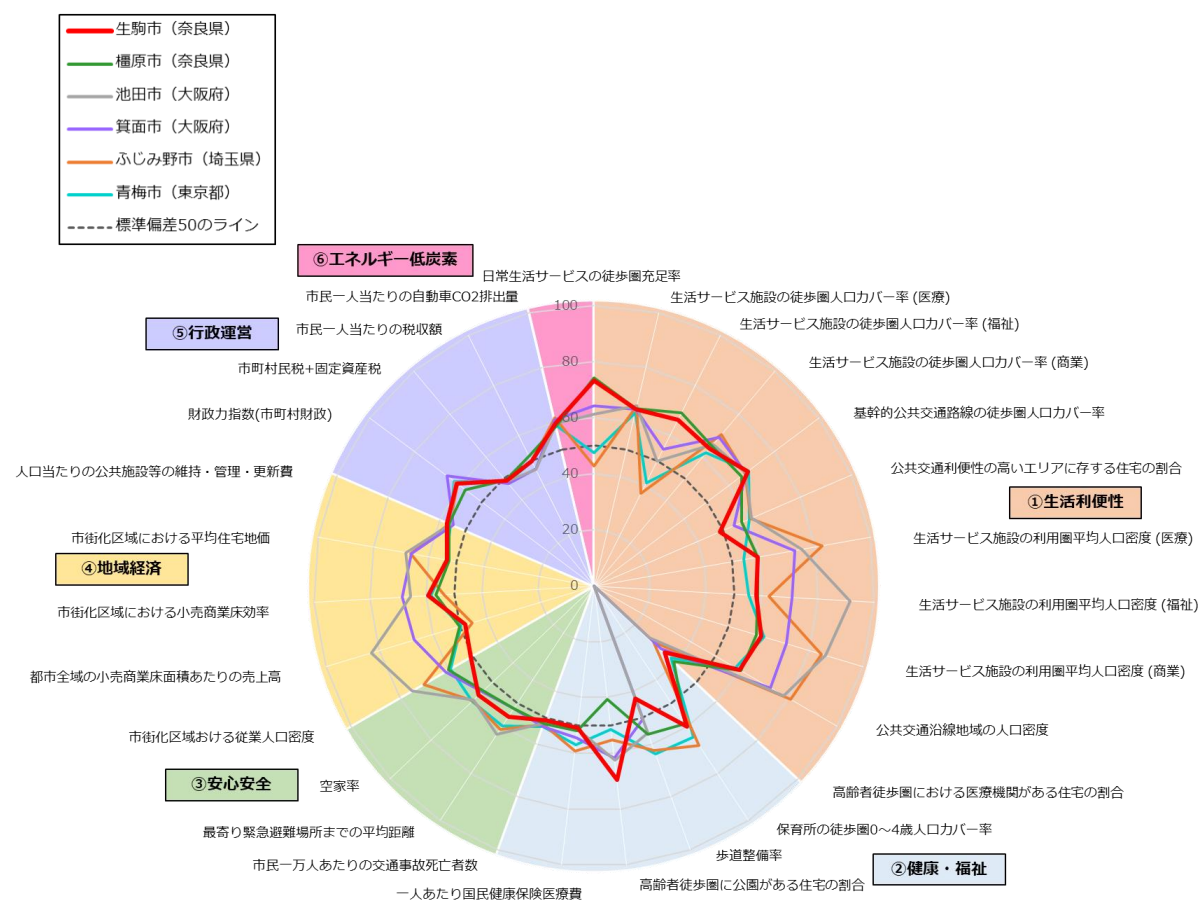 生駒市（奈良県）
橿原市（奈良県）
池田市（大阪府）
箕面市（大阪府）
ふじみ野市（埼玉県）
青梅市（東京都）
標準偏差50のライン
⑥エネルギー低炭素
日常生活サービスの徒歩圏充足率
市民一人当たりの自動車CO2排出量
生活サービス施設の徒歩圏人口カバー率 (医療)
⑤行政運営
市民一人当たりの税収額
生活サービス施設の徒歩圏人口カバー率 (福祉)
市町村民税+固定資産税
生活サービス施設の徒歩圏人口カバー率 (商業)
財政力指数(市町村財政)
基幹的公共交通路線の徒歩圏人口カバー率
人口当たりの公共施設等の維持・管理・更新費
公共交通利便性の高いエリアに存する住宅の割合
①生活利便性
市街化区域における平均住宅地価
生活サービス施設の利用圏平均人口密度 (医療)
④地域経済
市街化区域における小売商業床効率
生活サービス施設の利用圏平均人口密度 (福祉)
都市全域の小売商業床面積あたりの売上高
生活サービス施設の利用圏平均人口密度 (商業)
市街化区域おける従業人口密度
公共交通沿線地域の人口密度
③安心安全
空家率
高齢者徒歩圏における医療機関がある住宅の割合
最寄り緊急避難場所までの平均距離
保育所の徒歩圏0～4歳人口カバー率
市民一万人あたりの交通事故死亡者数
歩道整備率
②健康・福祉
一人あたり国民健康保険医療費
高齢者徒歩圏に公園がある住宅の割合
100
80
60
40
20
0